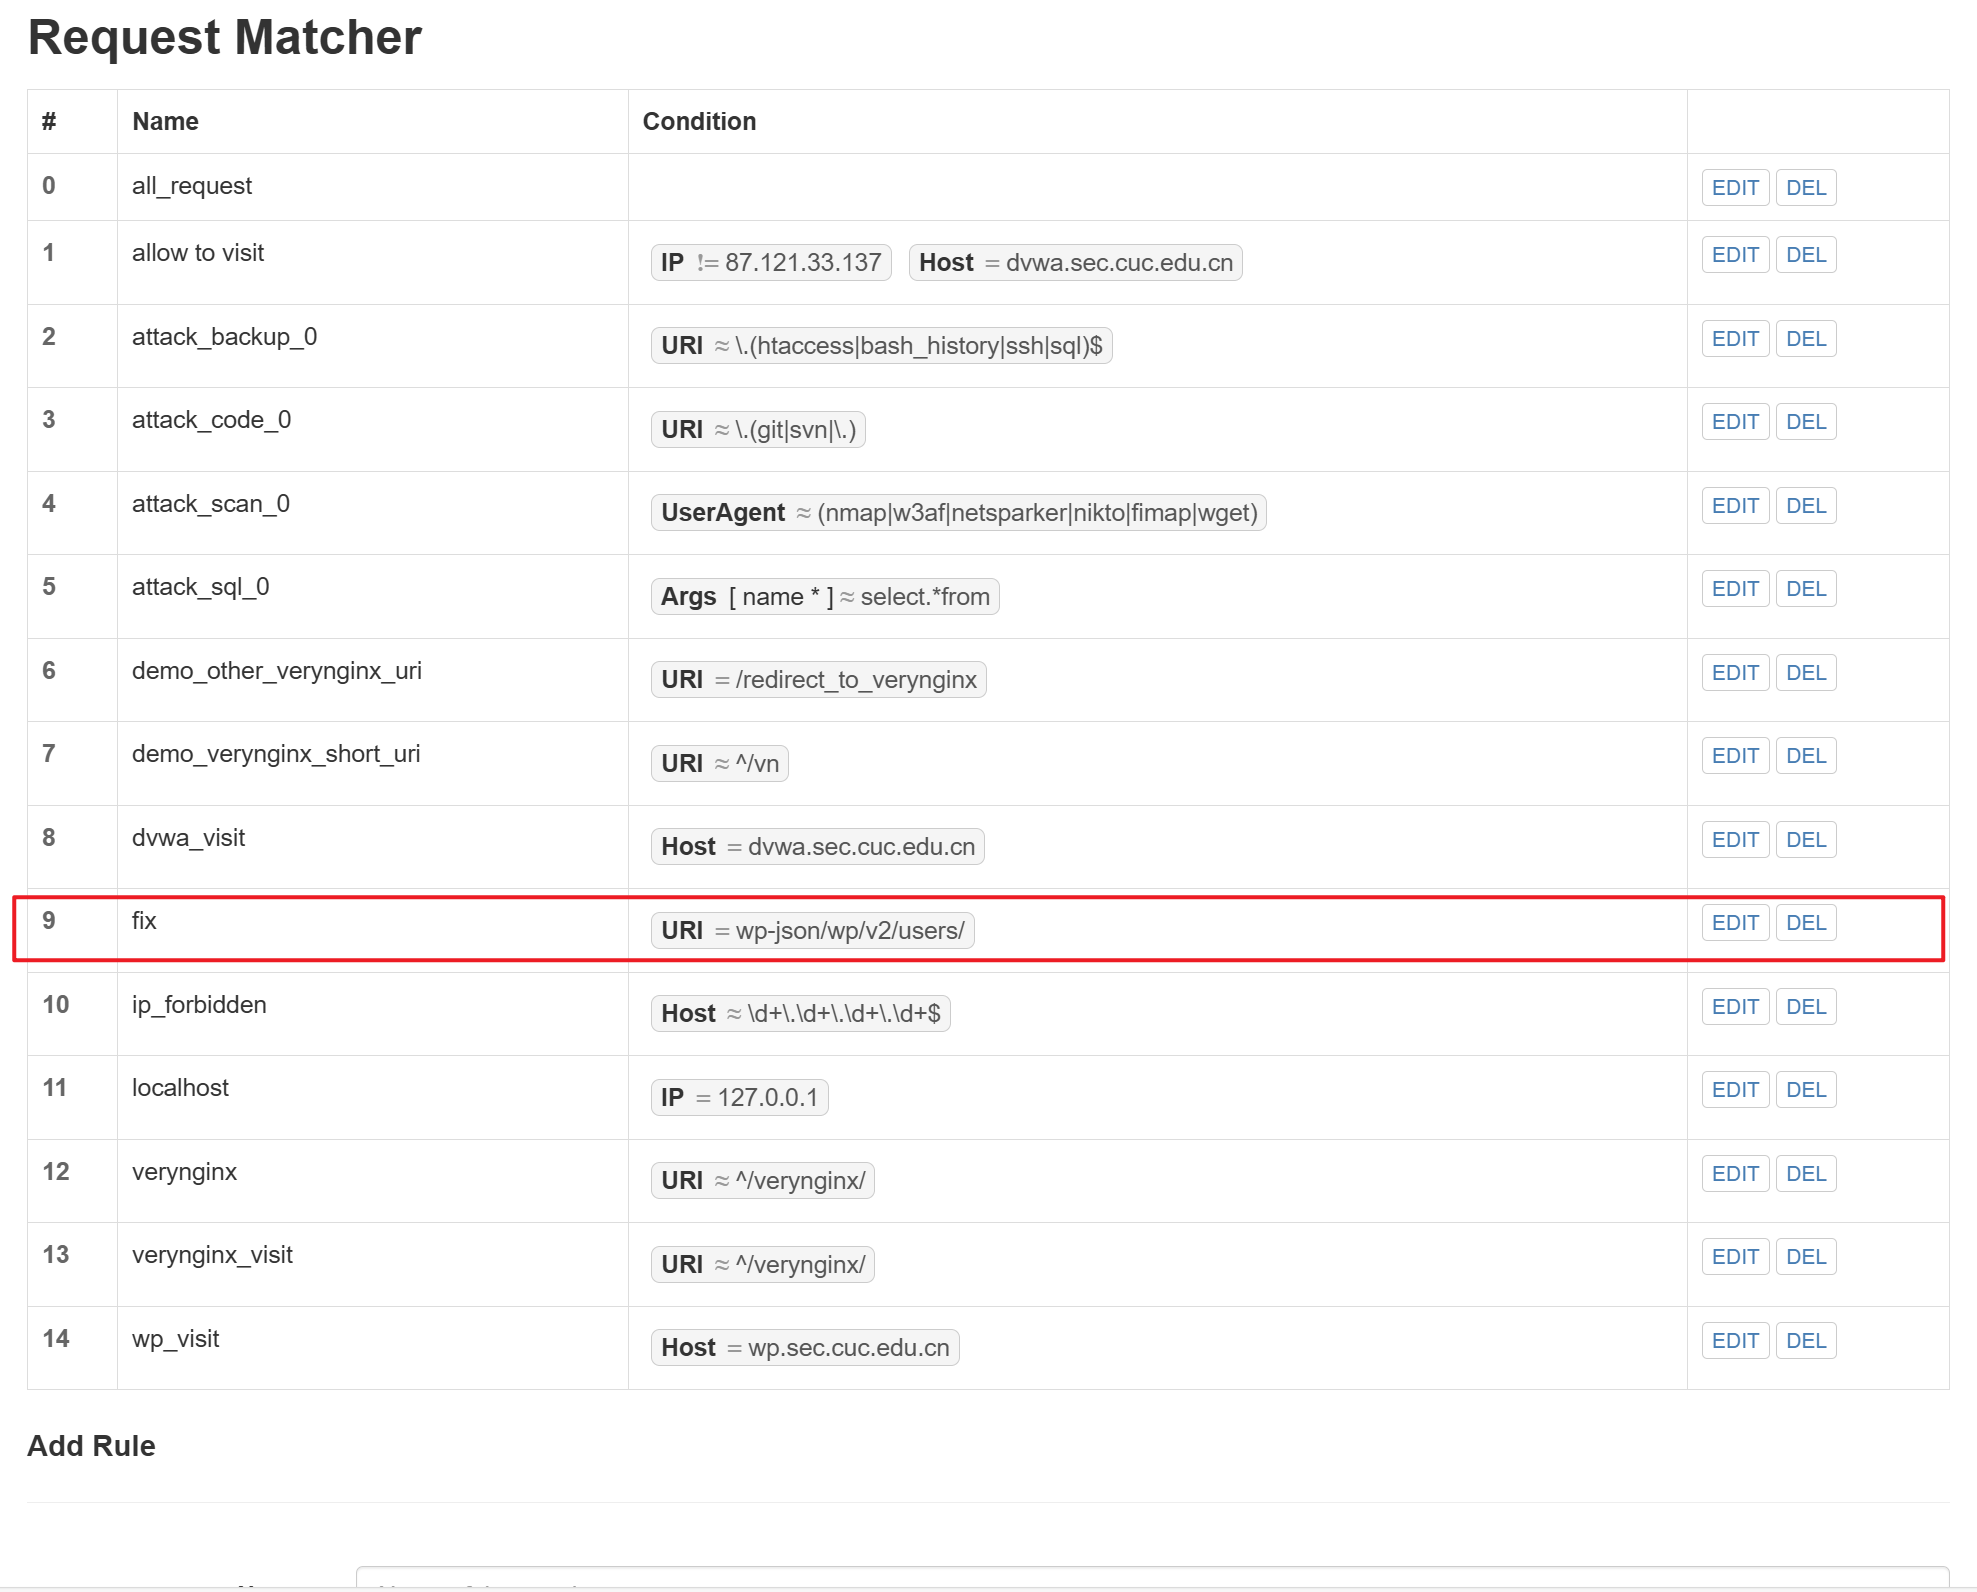 Request Matcher
# Name Condition
0 all_request EDIT DEL
1 allow to visit IP != 87.121.33.137 Host = dvwa.sec.cuc.edu.cn EDIT DEL
2 attack_backup_0 URI ≈ \.(htaccess|bash_history|ssh|sql)$ EDIT DEL
3 attack_code_0 URI ≈ \.(git|svn|\.) EDIT DEL
4 attack_scan_0 UserAgent ≈ (nmap|w3af|netsparker|nikto|fimap|wget) EDIT DEL
5 attack_sql_0 Args [ name * ] ≈ select.*from EDIT DEL
6 demo_other_verynginx_uri URI = /redirect_to_verynginx EDIT DEL
7 demo_verynginx_short_uri URI ≈ ^/vn EDIT DEL
8 dvwa_visit Host = dvwa.sec.cuc.edu.cn EDIT DEL
9 fix URI = wp-json/wp/v2/users/ EDIT DEL
10 ip_forbidden Host ≈ \d+\.\d+\.\d+\.\d+$ EDIT DEL
11 localhost IP = 127.0.0.1 EDIT DEL
12 verynginx URI ≈ ^/verynginx/ EDIT DEL
13 verynginx_visit URI ≈ ^/verynginx/ EDIT DEL
14 wp_visit Host = wp.sec.cuc.edu.cn EDIT DEL
Add Rule